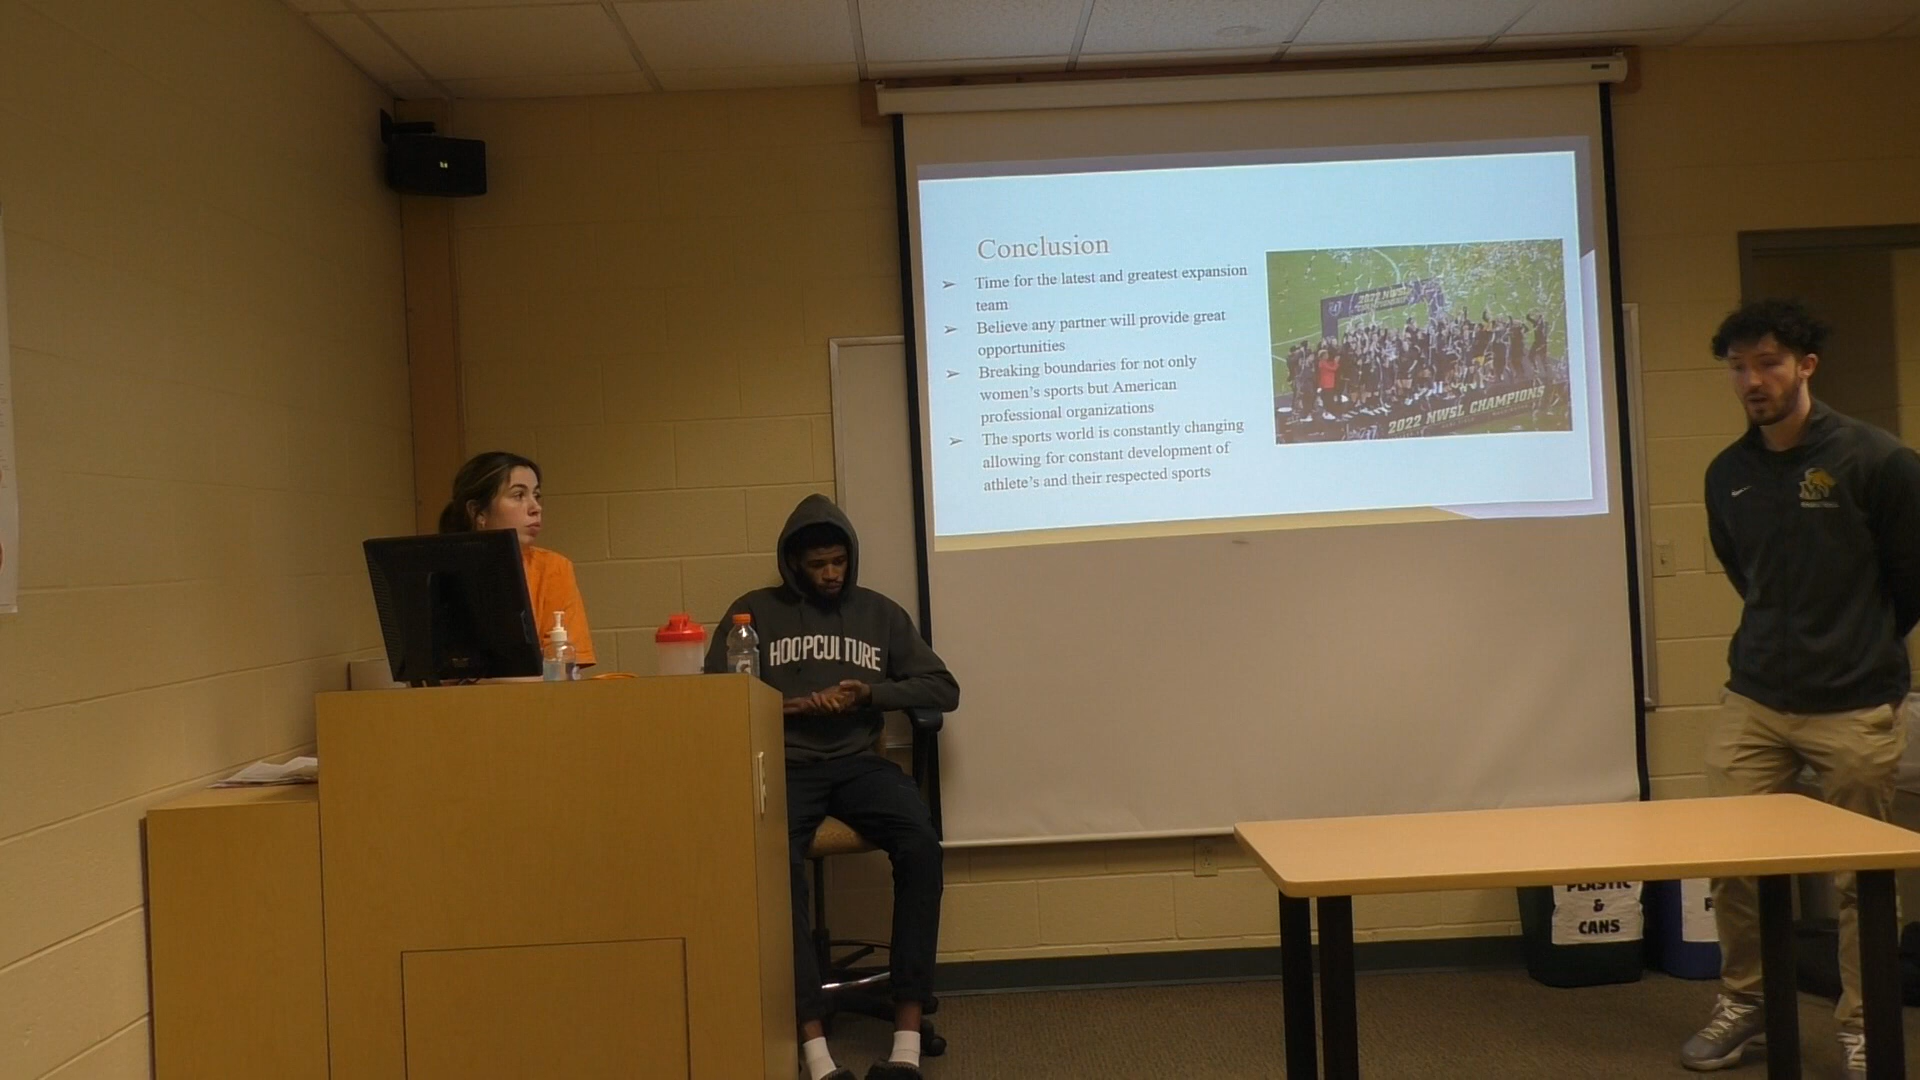 Conclusion
➢ Time for the latest and greatest expansion
team
➢ Believe any partner will provide great
opportunities
➢ Breaking boundaries for not only
women's sports but American
professional organizations
➢ The sports world is constantly changing
allowing for constant development of
athlete's and their respected sports
2022 NWSL
2022 NWSL CHAMPIONS
HOOPCULTURE
PLASTIC
&
CANS